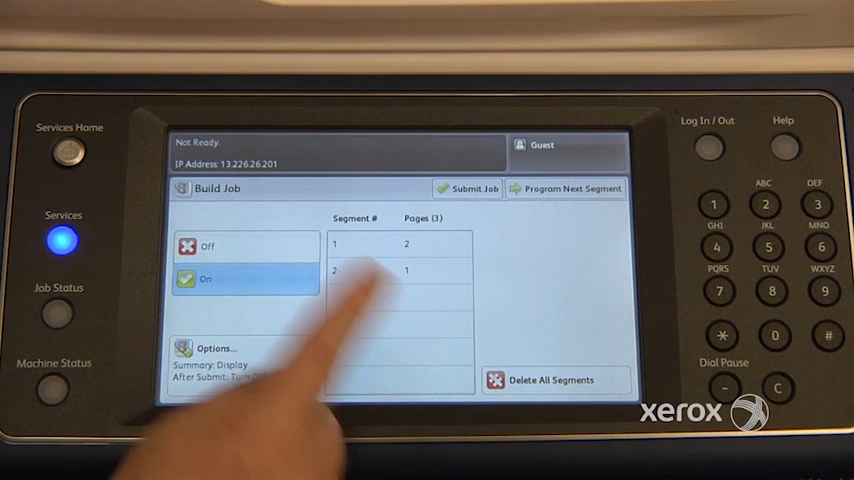 Services Home
Services
Job Status
Machine Status
Not Ready
IP Address: 13.226.26.201
Guest
Build Job
Submit Job
Program Next Segment
Segment # Pages (3)
1 2
2 1
Off
On
Options...
Summary: Display
After Submit: Turn
Delete All Segments
Log In / Out
Help
ABC DEF
1 2 3
GHI JKL MNO
4 5 6
PQRS TUV WXYZ
7 8 9
* 0 #
Dial Pause
- C
xerox